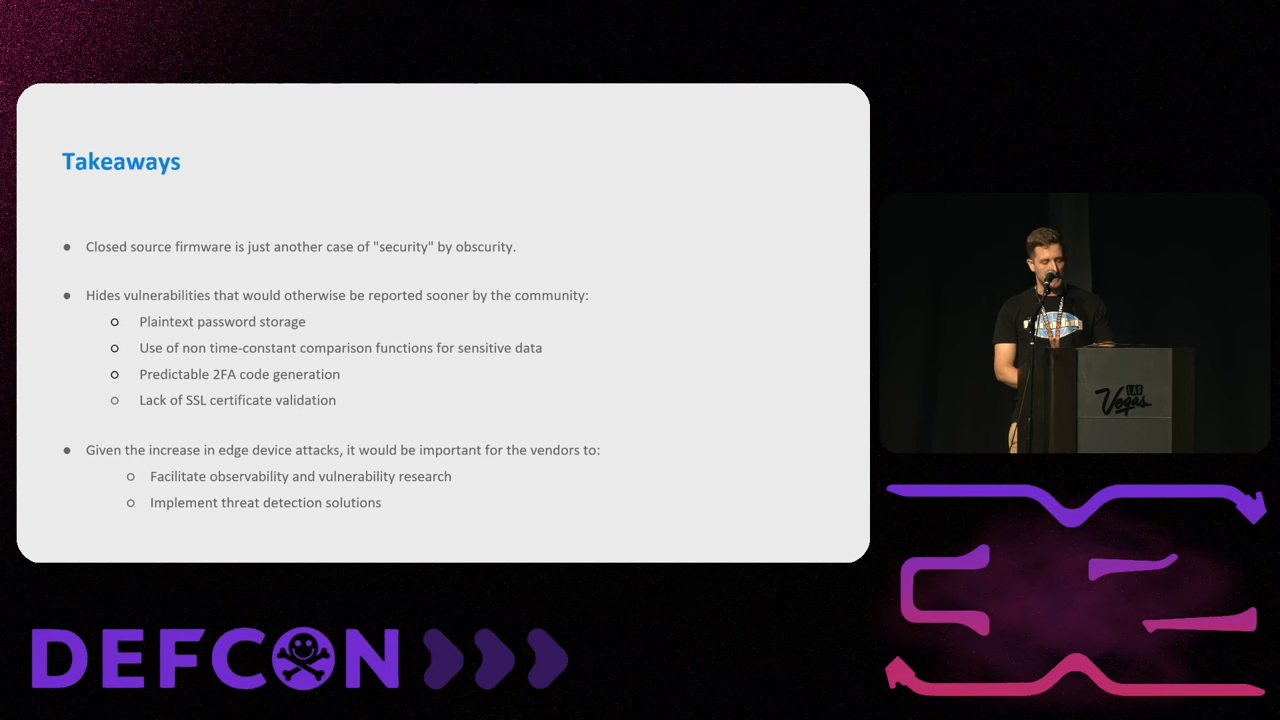 Takeaways
● Closed source firmware is just another case of "security" by obscurity.
● Hides vulnerabilities that would otherwise be reported sooner by the community:
○ Plaintext password storage
○ Use of non time-constant comparison functions for sensitive data
○ Predictable 2FA code generation
○ Lack of SSL certificate validation
● Given the increase in edge device attacks, it would be important for the vendors to:
○ Facilitate observability and vulnerability research
○ Implement threat detection solutions
LAS
Vegas
DEFCON